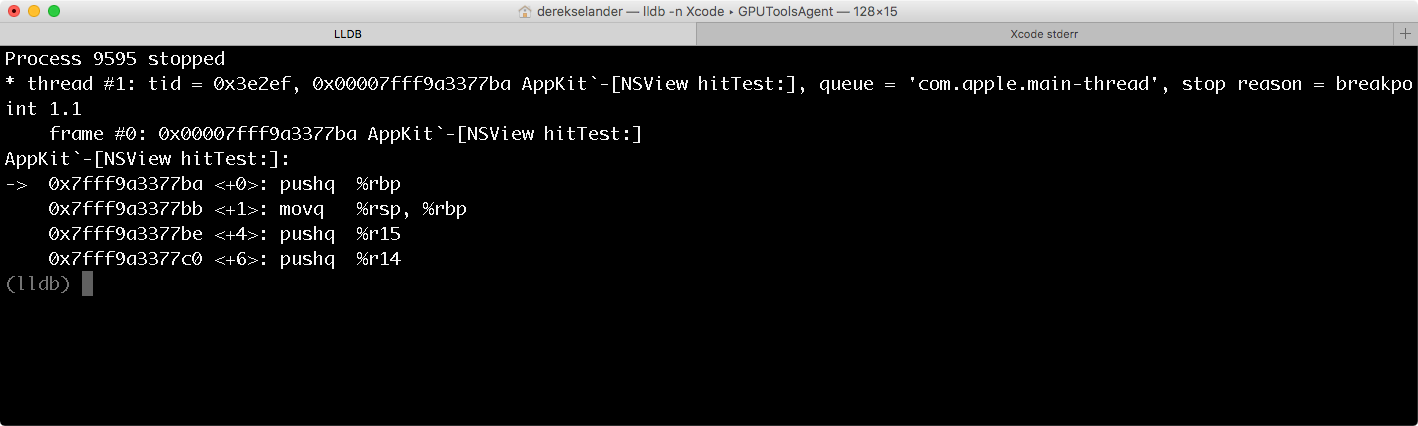 derekselander — lldb -n Xcode ▸ GPUToolsAgent — 128×15
LLDB
Xcode stderr
Process 9595 stopped
* thread #1: tid = 0x3e2ef, 0x00007fff9a3377ba AppKit`-[NSView hitTest:], queue = 'com.apple.main-thread', stop reason = breakpo
int 1.1
    frame #0: 0x00007fff9a3377ba AppKit`-[NSView hitTest:]
AppKit`-[NSView hitTest:]:
->  0x7fff9a3377ba <+0>: pushq  %rbp
    0x7fff9a3377bb <+1>: movq   %rsp, %rbp
    0x7fff9a3377be <+4>: pushq  %r15
    0x7fff9a3377c0 <+6>: pushq  %r14
(lldb)